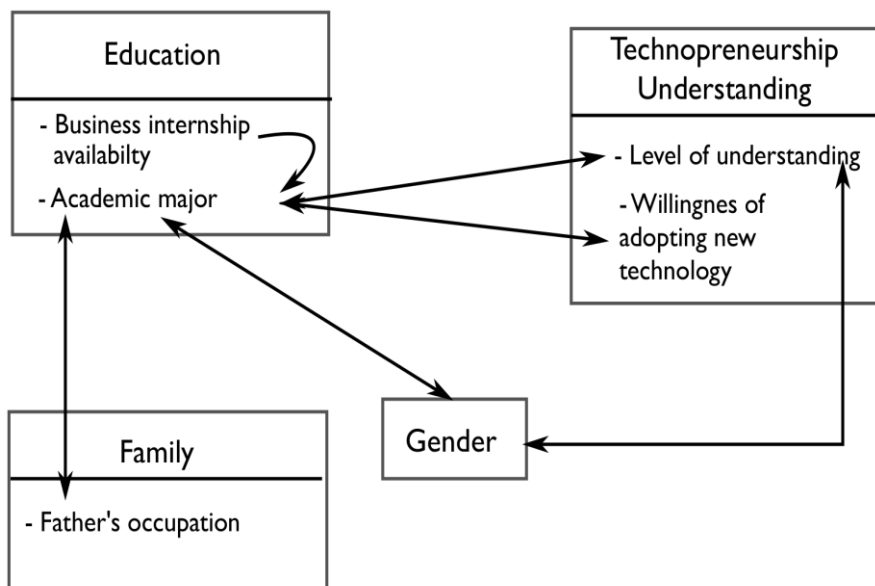 Education
- Business internship
availabilty
- Academic major
Technopreneurship
Understanding
- Level of understanding
- Willingnes of
adopting new
technology
Family
- Father's occupation
Gender